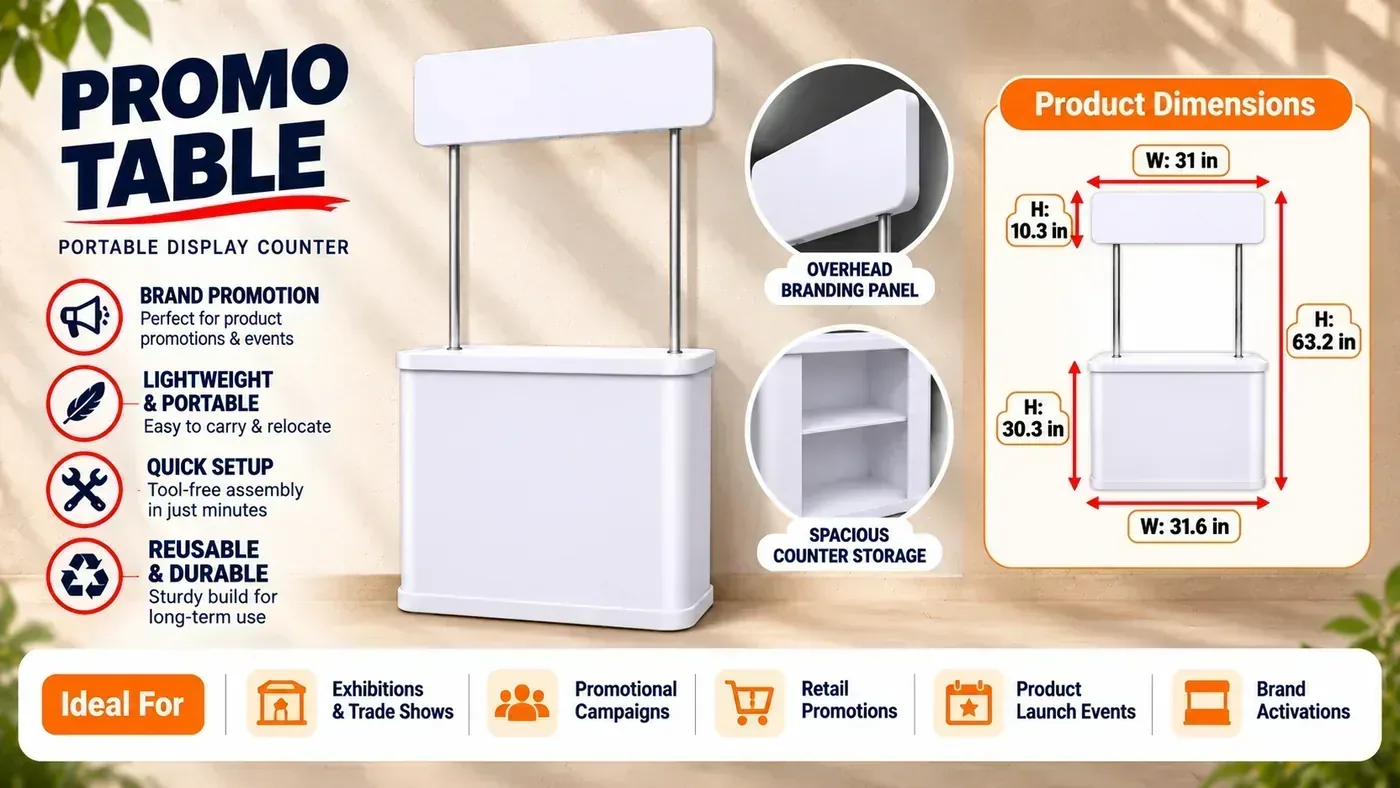 PROMO
TABLE
PORTABLE DISPLAY COUNTER
BRAND PROMOTION
Perfect for product
promotions & events
LIGHTWEIGHT
& PORTABLE
Easy to carry & relocate
QUICK SETUP
Tool-free assembly
in just minutes
REUSABLE
& DURABLE
Sturdy build for
long-term use
OVERHEAD
BRANDING PANEL
SPACIOUS
COUNTER STORAGE
Product Dimensions
W: 31 in
H:
10.3 in
H:
63.2 in
H:
30.3 in
W: 31.6 in
Ideal For
Exhibitions
& Trade Shows
Promotional
Campaigns
Retail
Promotions
Product
Launch Events
Brand
Activations